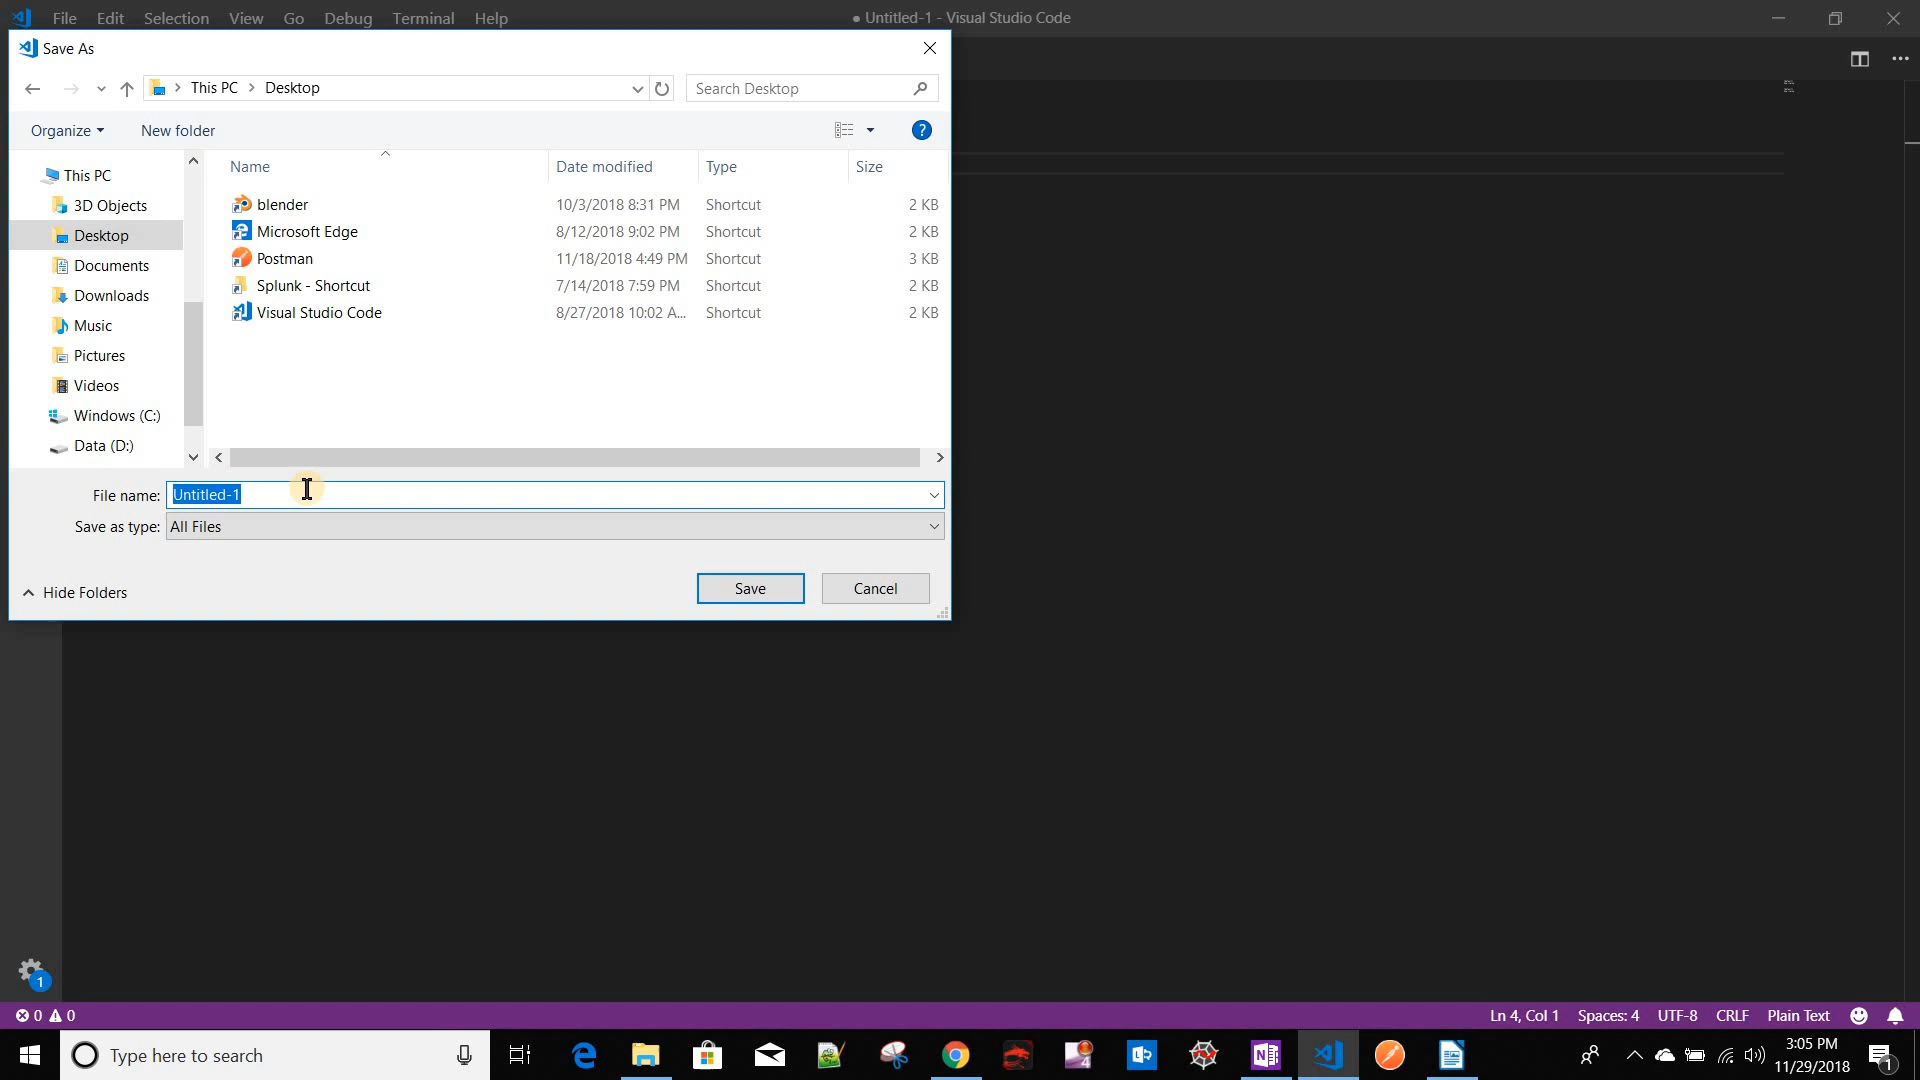 File Edit Selection View Go Debug Terminal Help ● Untitled-1 - Visual Studio Code
Save As
This PC > Desktop Search Desktop
Organize New folder
Name Date modified Type Size
This PC
3D Objects
Desktop
Documents
Downloads
Music
Pictures
Videos
Windows (C:)
Data (D:)
blender 10/3/2018 8:31 PM Shortcut 2 KB
Microsoft Edge 8/12/2018 9:02 PM Shortcut 2 KB
Postman 11/18/2018 4:49 PM Shortcut 3 KB
Splunk - Shortcut 7/14/2018 7:59 PM Shortcut 2 KB
Visual Studio Code 8/27/2018 10:02 A... Shortcut 2 KB
File name: Untitled-1
Save as type: All Files
Hide Folders Save Cancel
1
0 0 Ln 4, Col 1 Spaces: 4 UTF-8 CRLF Plain Text
Type here to search 3:05 PM
11/29/2018 1